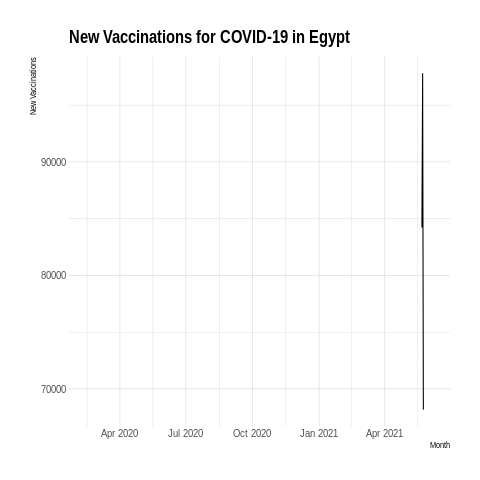 New Vaccinations for COVID-19 in Egypt
New Vaccinations
90000
80000
70000
Apr 2020 Jul 2020 Oct 2020 Jan 2021 Apr 2021
Month